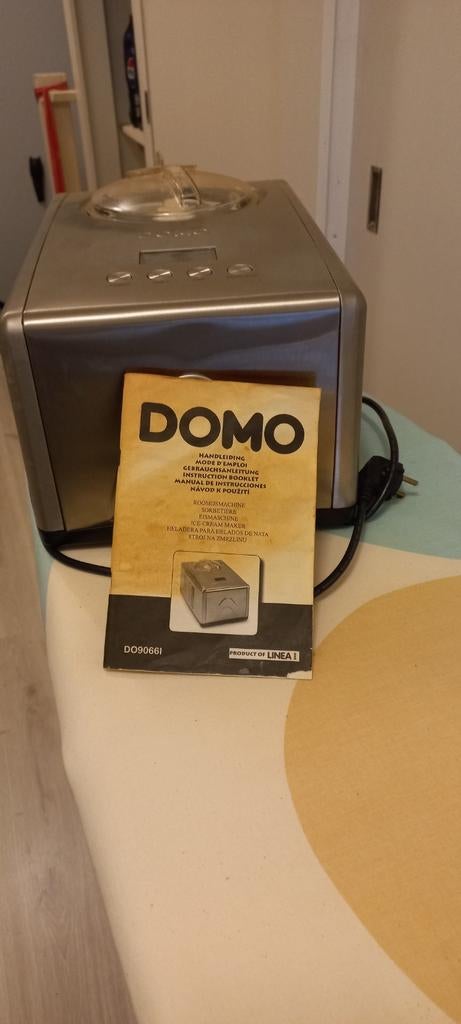 DOMO
DOMO
HANDLEIDING
MODE D'EMPLOI
GEBRAUCHSANLEITUNG
INSTRUCTION BOOKLET
MANUAL DE INSTRUCCIONES
NÁVOD K POUŽITÍ
ROOMIJSMACHINE
SORBETIÈRE
EISMASCHINE
ICE-CREAM MAKER
HELADERA PARA HELADOS DE NATA
STROJ NA ZMRZLINU
DO9066I
PRODUCT OF LINEA